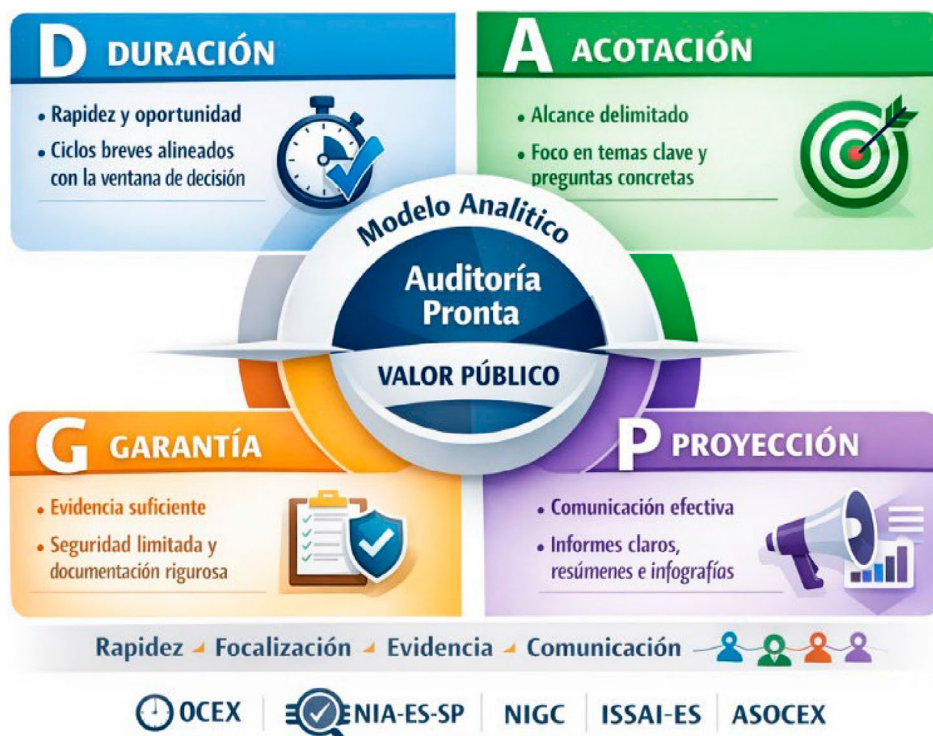 D DURACIÓN
• Rapidez y oportunidad
• Ciclos breves alineados
con la ventana de decisión
A ACOTACIÓN
• Alcance delimitado
• Foco en temas clave y
preguntas concretas
Modelo Analitico
Auditoría
Pronta
VALOR PÚBLICO
G GARANTÍA
• Evidencia suficiente
• Seguridad limitada y
documentación rigurosa
P PROYECCIÓN
• Comunicación efectiva
• Informes claros,
resúmenes e infografías
Rapidez Focalización Evidencia Comunicación
OCEX NIA-ES-SP NIGC ISSAI-ES ASOCEX